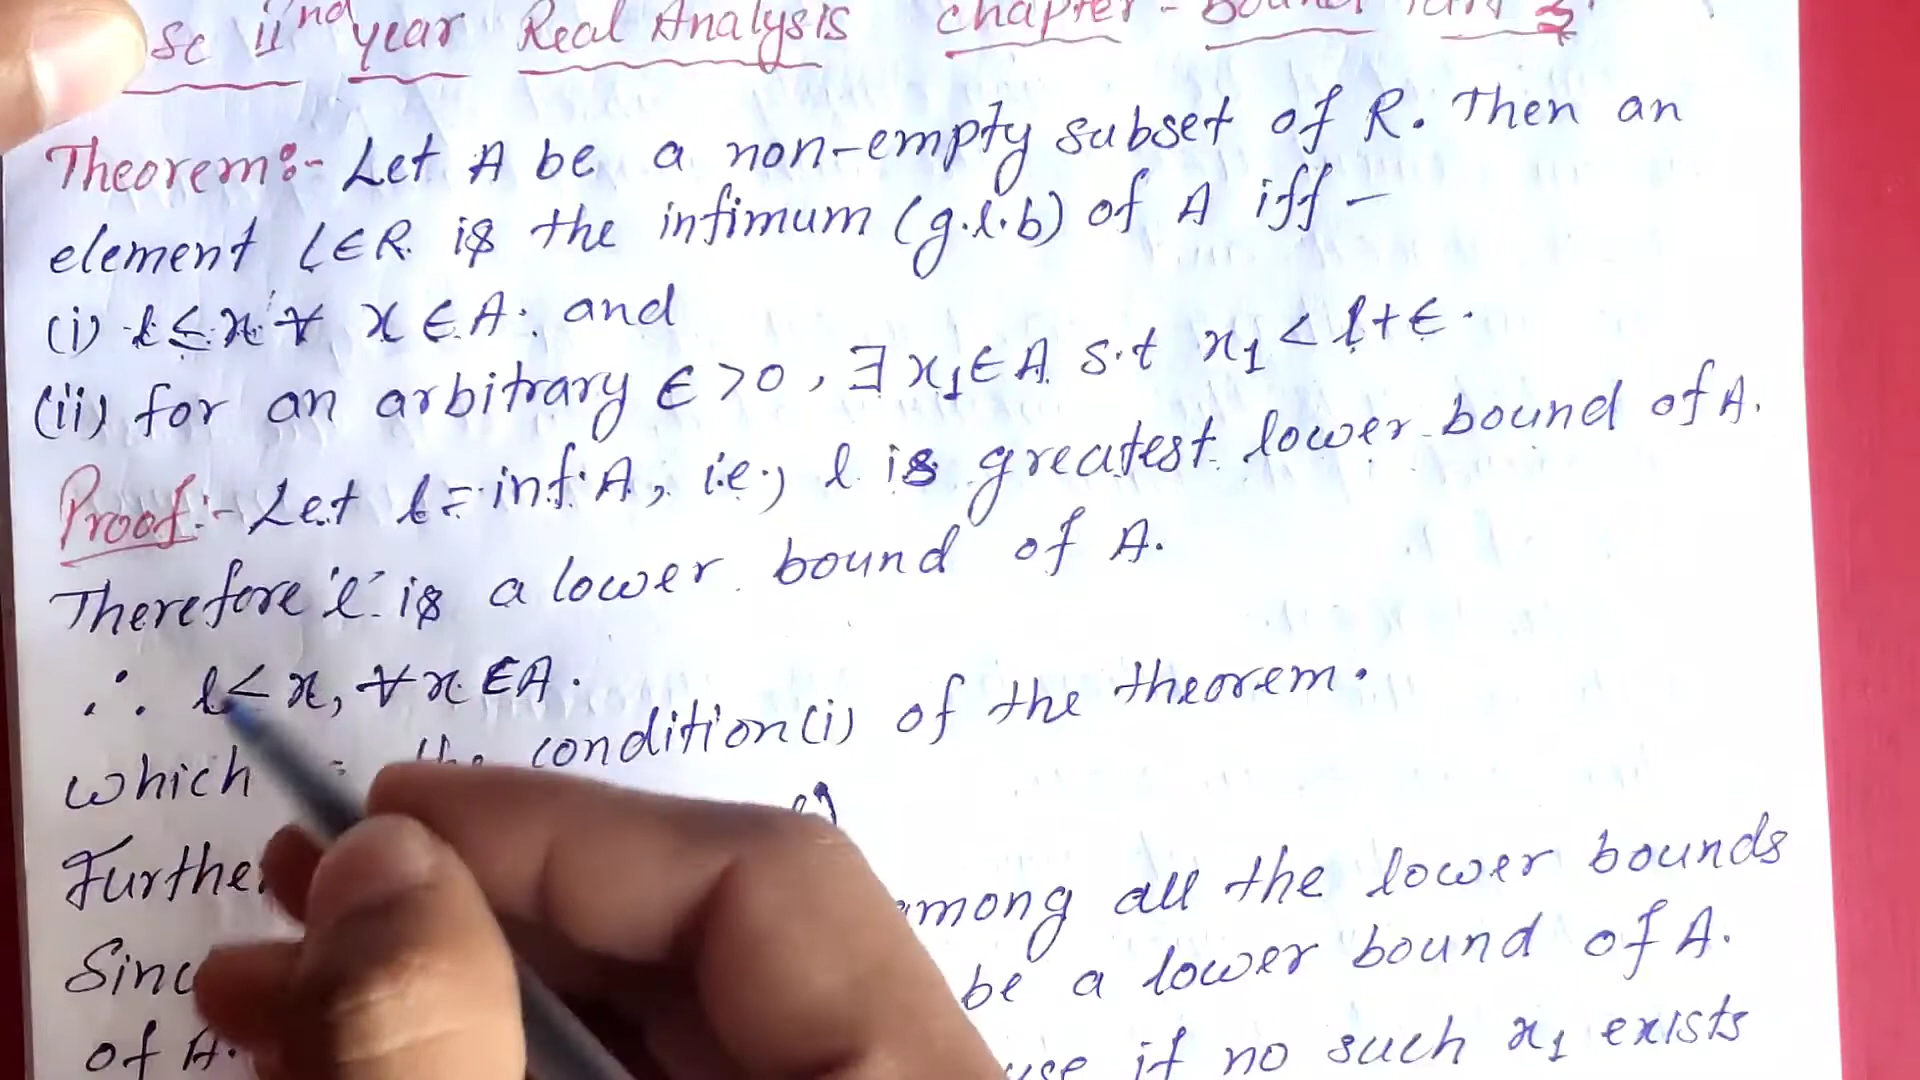 sc IInd year Real Analysis Chapter - Bound
Theorem:- Let A be a non-empty subset of R. Then an
element l∈R is the infimum (g.l.b) of A iff –
(i) l≤x ∀ x∈A. and
(ii) for an arbitrary ∈>0, ∃ x₁∈A s.t x₁<l+∈.
Proof:- Let l=inf.A, i.e., l is greatest lower bound of A.
Therefore 'l' is a lower bound of A.
∴ l<x, ∀x∈A.
which the condition(i) of the theorem.
Further
among all the lower bounds
be a lower bound of A.
of A. if no such x₁ exists